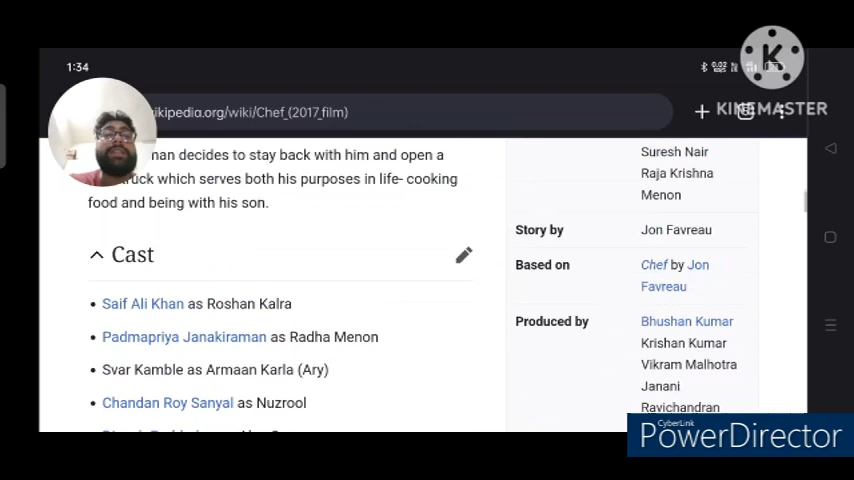 1:34
KINEMASTER
ikipedia.org/wiki/Chef_(2017_film)
man decides to stay back with him and open a
truck which serves both his purposes in life- cooking
food and being with his son.
Cast
Saif Ali Khan as Roshan Kalra
Padmapriya Janakiraman as Radha Menon
Svar Kamble as Armaan Karla (Ary)
Chandan Roy Sanyal as Nuzrool
Suresh Nair
Raja Krishna
Menon
Story by Jon Favreau
Based on Chef by Jon
Favreau
Produced by Bhushan Kumar
Krishan Kumar
Vikram Malhotra
Janani
Ravichandran
CyberLink
PowerDirector